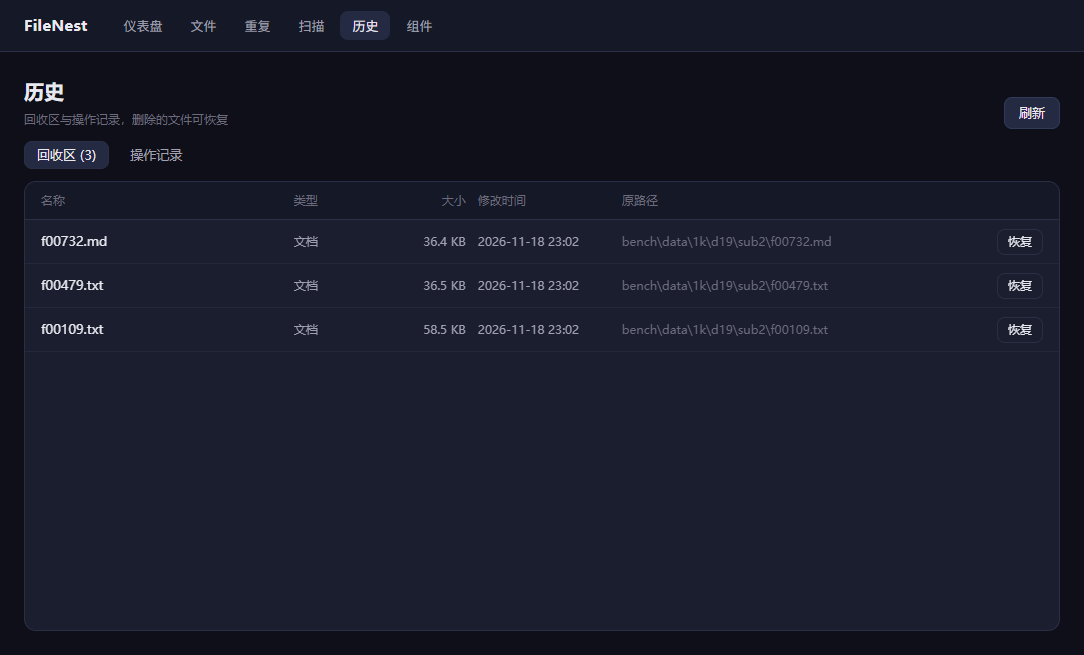 FileNest 仪表盘 文件 重复 扫描 历史 组件
历史
回收区与操作记录，删除的文件可恢复
刷新
回收区 (3) 操作记录
名称 类型 大小 修改时间 原路径
f00732.md 文档 36.4 KB 2026-11-18 23:02 bench\data\1k\d19\sub2\f00732.md 恢复
f00479.txt 文档 36.5 KB 2026-11-18 23:02 bench\data\1k\d19\sub2\f00479.txt 恢复
f00109.txt 文档 58.5 KB 2026-11-18 23:02 bench\data\1k\d19\sub2\f00109.txt 恢复